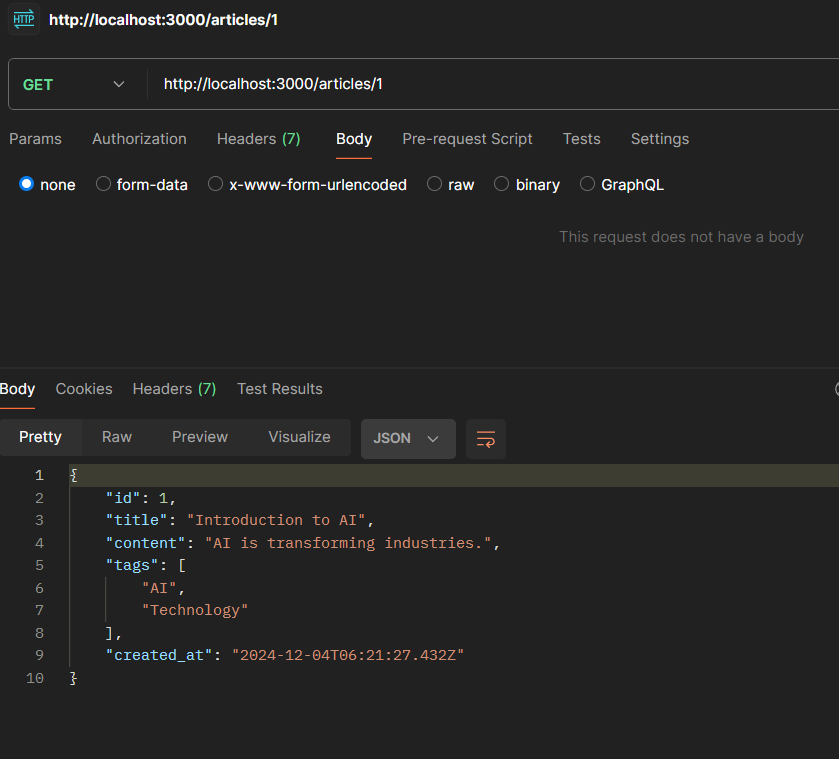 HTTP http://localhost:3000/articles/1
GET http://localhost:3000/articles/1
Params Authorization Headers (7) Body Pre-request Script Tests Settings
none form-data x-www-form-urlencoded raw binary GraphQL
This request does not have a body
Body Cookies Headers (7) Test Results
Pretty Raw Preview Visualize JSON
1 {
2 "id": 1,
3 "title": "Introduction to AI",
4 "content": "AI is transforming industries.",
5 "tags": [
6 "AI",
7 "Technology"
8 ],
9 "created_at": "2024-12-04T06:21:27.432Z"
10 }